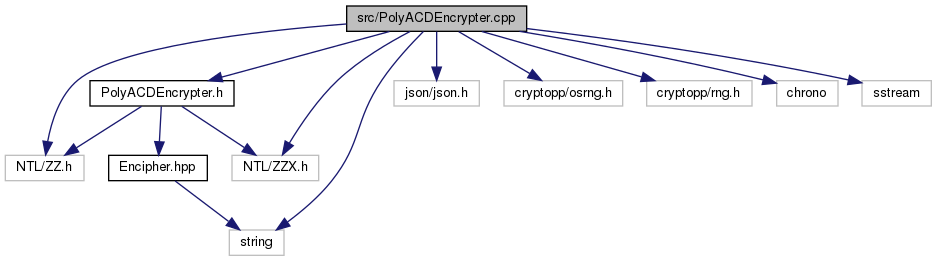 src/PolyACDEncrypter.cpp
PolyACDEncrypter.h
json/json.h
cryptopp/osrng.h
cryptopp/rng.h
chrono
sstream
NTL/ZZ.h
Encipher.hpp
NTL/ZZX.h
string